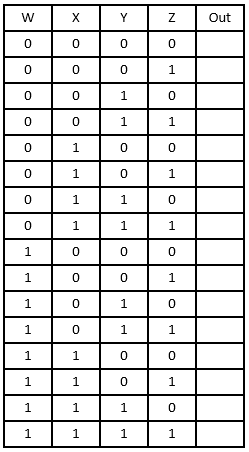 W X Y Z Out
0 0 0 0
0 0 0 1
0 0 1 0
0 0 1 1
0 1 0 0
0 1 0 1
0 1 1 0
0 1 1 1
1 0 0 0
1 0 0 1
1 0 1 0
1 0 1 1
1 1 0 0
1 1 0 1
1 1 1 0
1 1 1 1